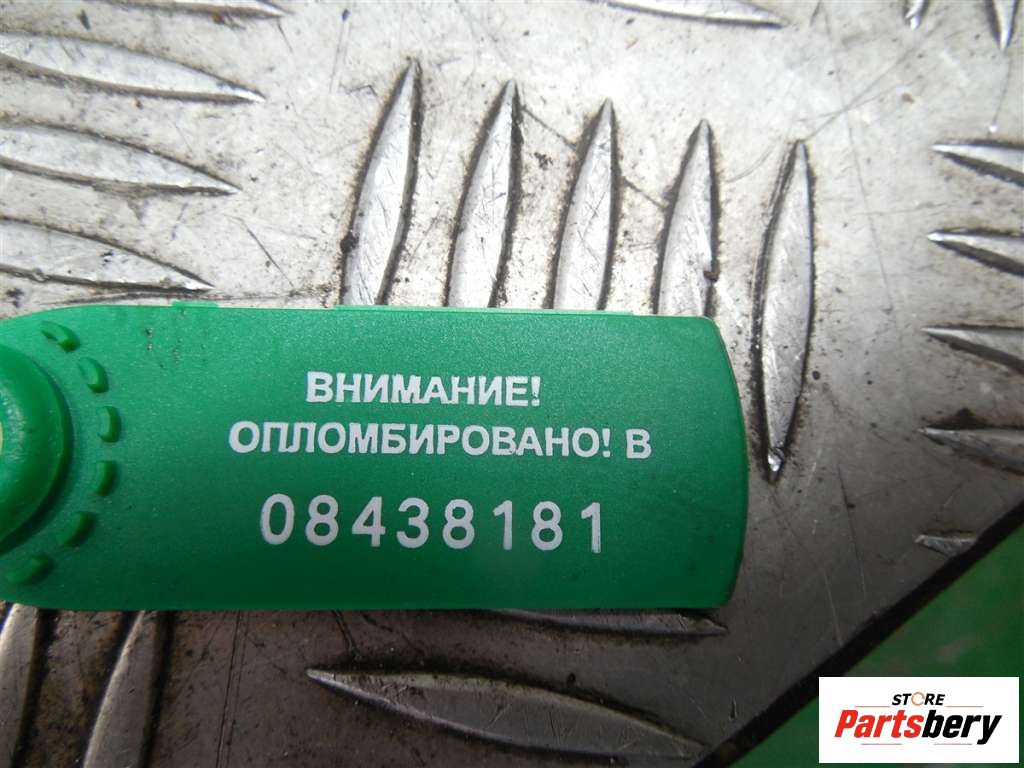 ВНИМАНИЕ!
ОПЛОМБИРОВАНО! В
08438181
STORE
Partsbery